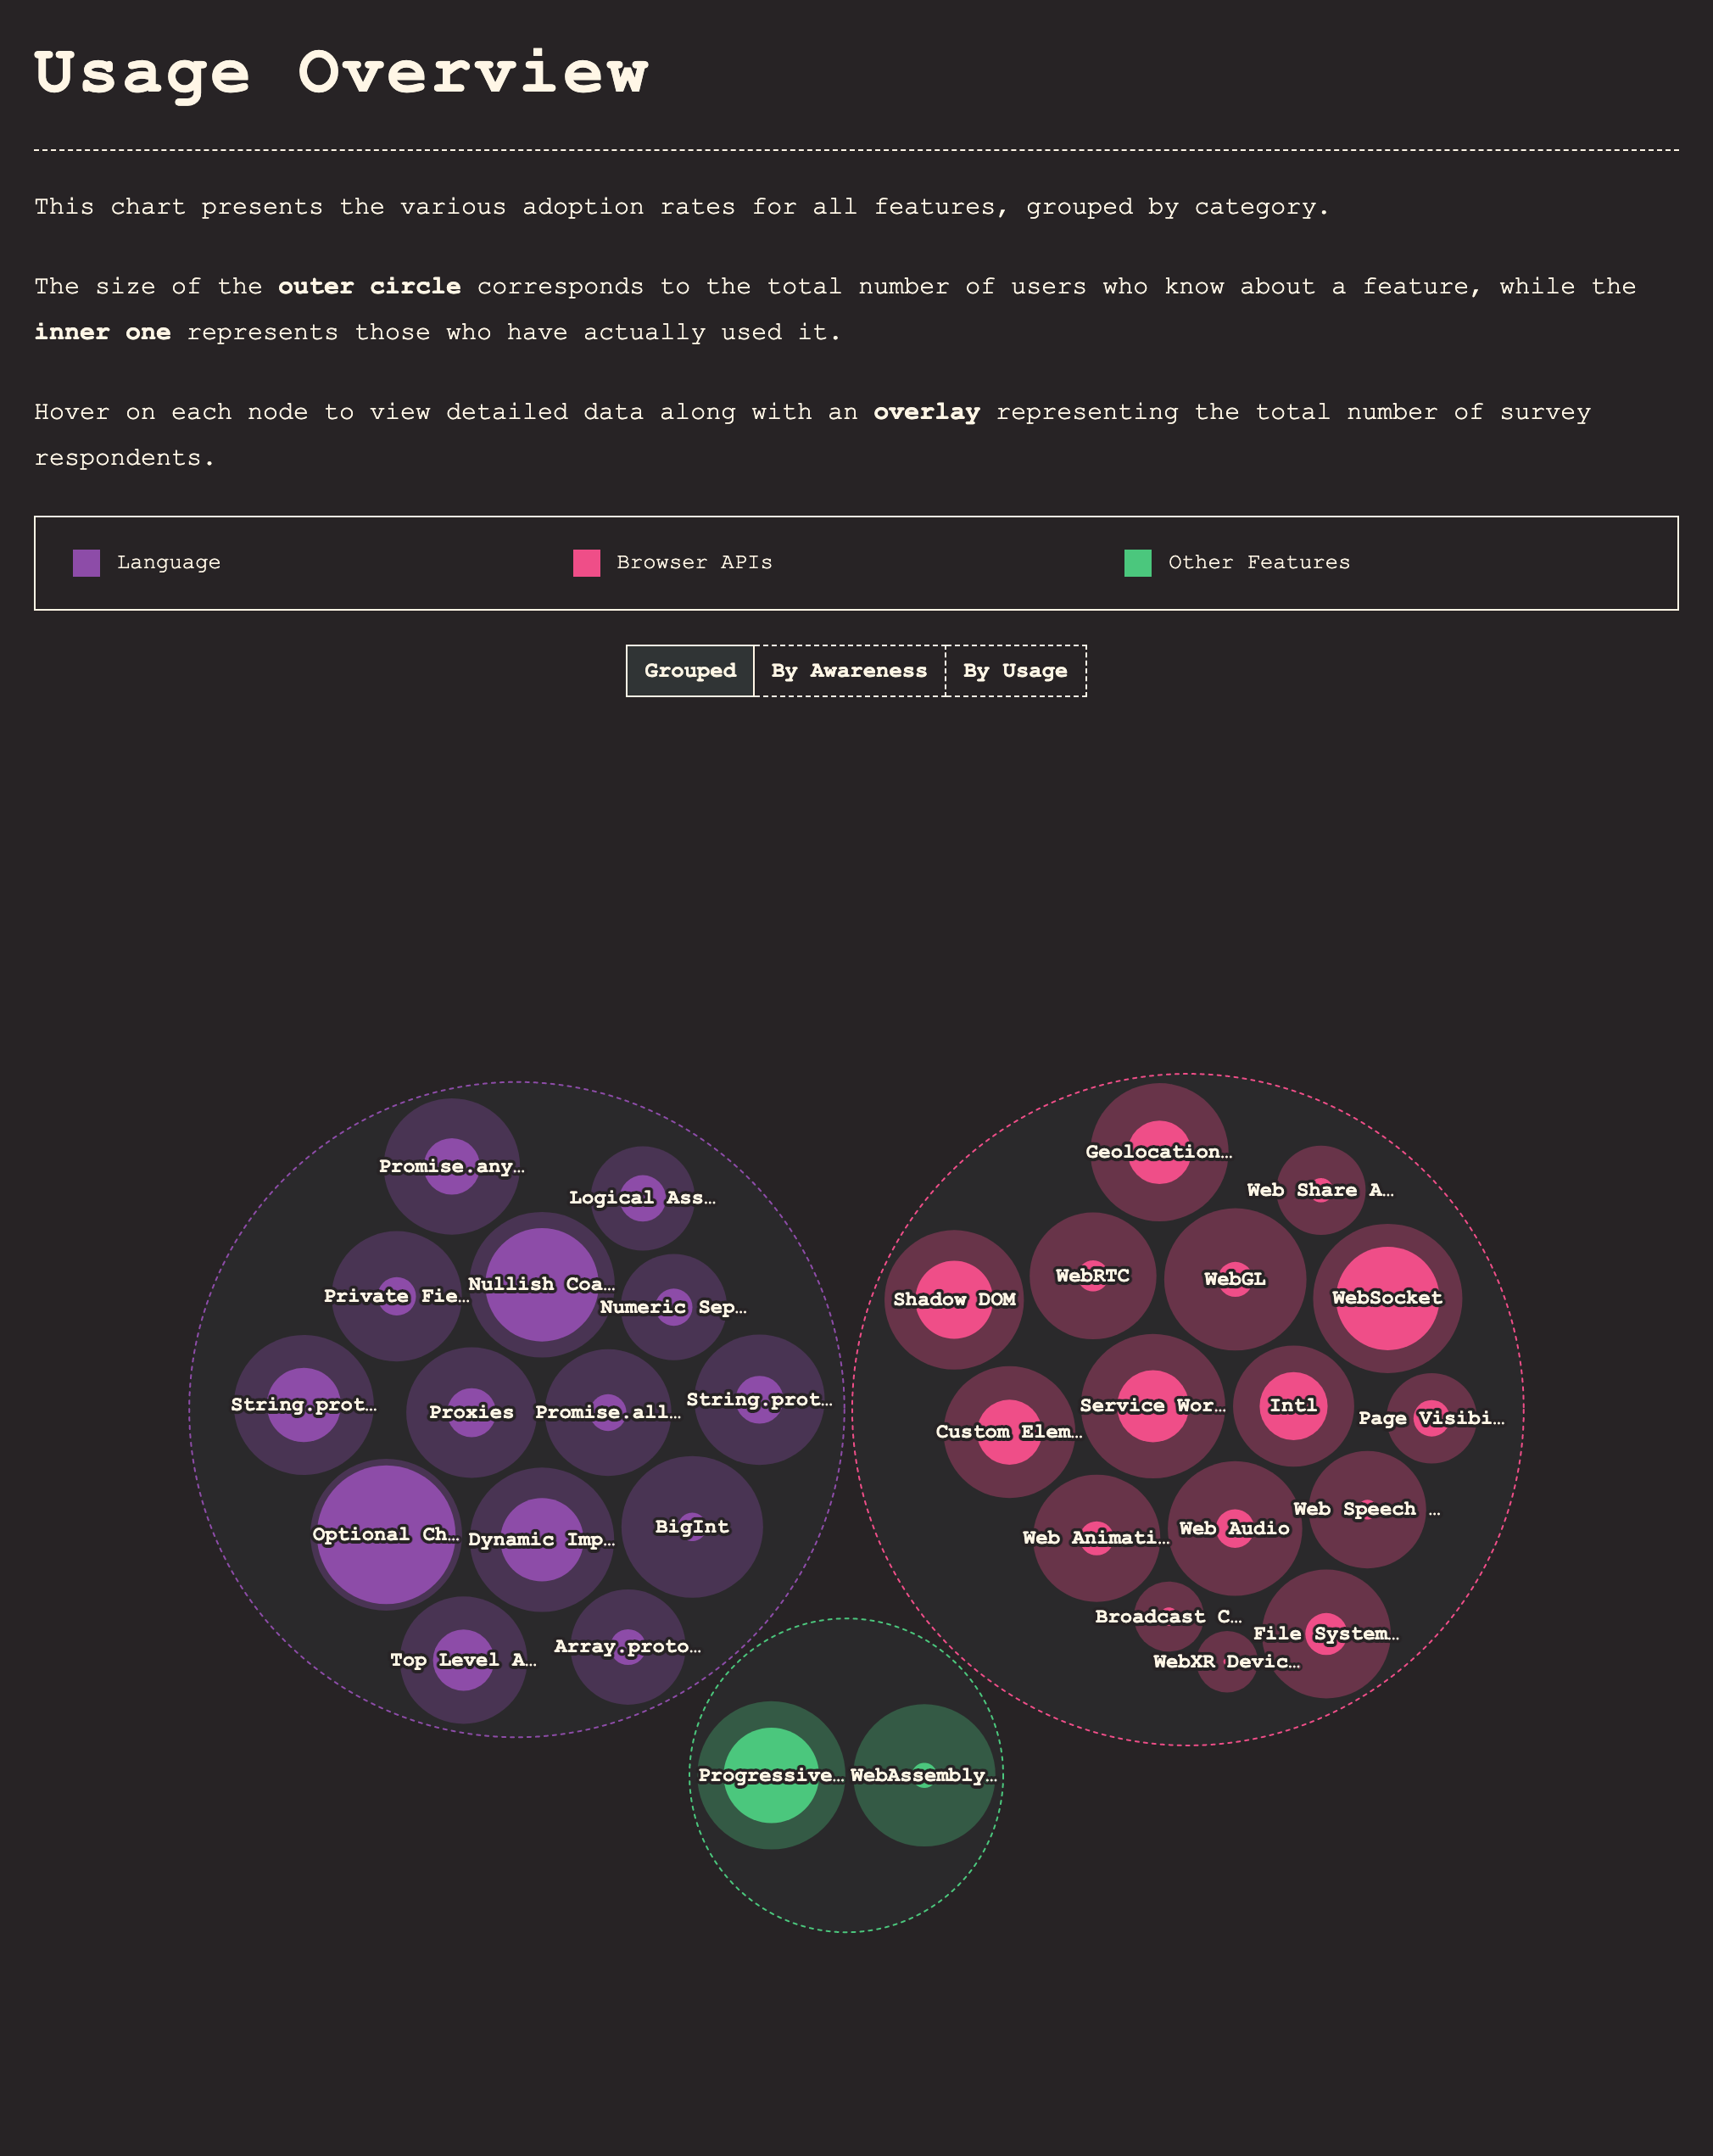 Usage Overview
This chart presents the various adoption rates for all features, grouped by category.
The size of the outer circle corresponds to the total number of users who know about a feature, while the
inner one represents those who have actually used it.
Hover on each node to view detailed data along with an overlay representing the total number of survey
respondents.
Language
Browser APIs
Other Features
Grouped
By Awareness
By Usage
Promise.any…
Logical Ass…
Private Fie…
Nullish Coa…
Numeric Sep…
String.prot…
Proxies
Promise.all…
String.prot…
Optional Ch…
Dynamic Imp…
BigInt
Top Level A…
Array.proto…
Geolocation…
Web Share A…
Shadow DOM
WebRTC
WebGL
WebSocket
Custom Elem…
Service Wor…
Intl
Page Visibi…
Web Animati…
Web Audio
Web Speech …
Broadcast C…
File System…
WebXR Devic…
Progressive…
WebAssembly…